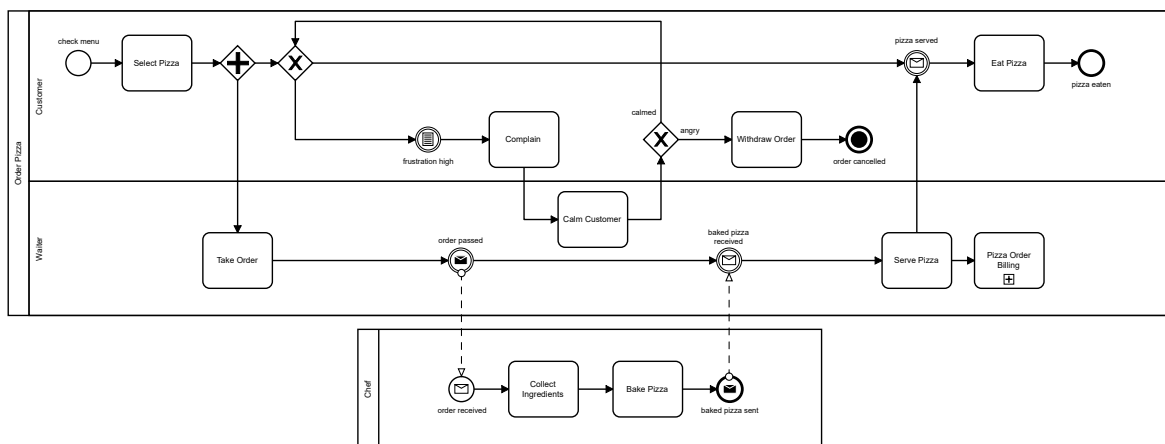 Order Pizza
Customer
check menu
Select Pizza
frustration high
Complain
calmed
angry
Withdraw Order
order cancelled
pizza served
Eat Pizza
pizza eaten
Waiter
Take Order
order passed
Calm Customer
baked pizza
received
Serve Pizza
Pizza Order
Billing
Chef
order received
Collect
Ingredients
Bake Pizza
baked pizza sent